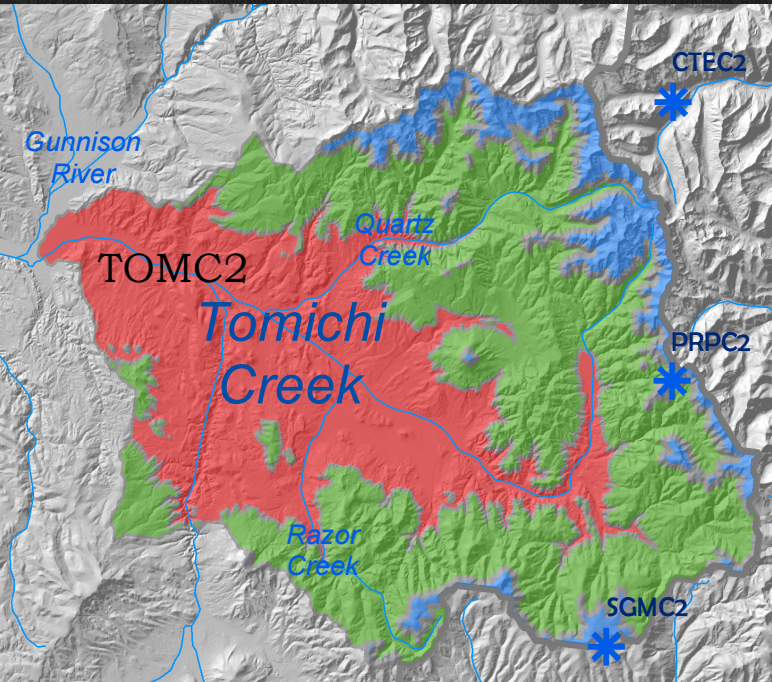 CTEC2
Gunnison
River
Quartz
Creek
TOMC2
Tomichi
Creek
PRPC2
Razor
Creek
SGMC2